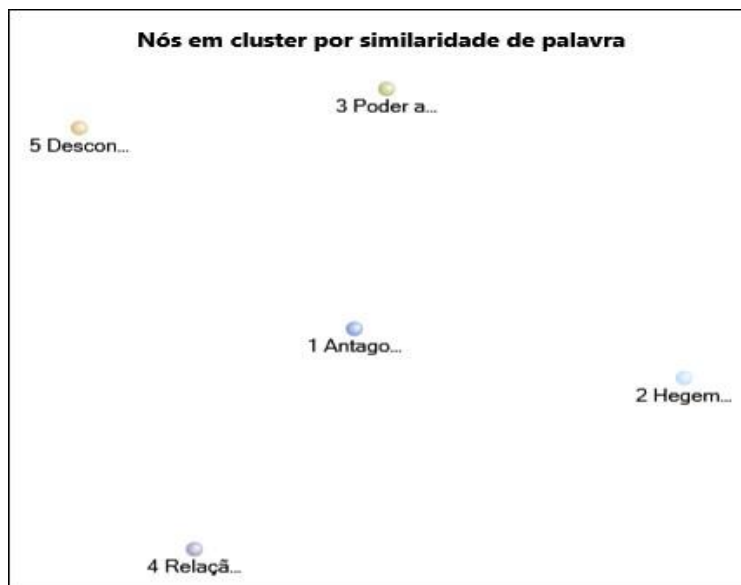 Nós em cluster por similaridade de palavra
3 Poder a...
5 Descon...
1 Antago...
2 Hegem...
4 Relaçã...